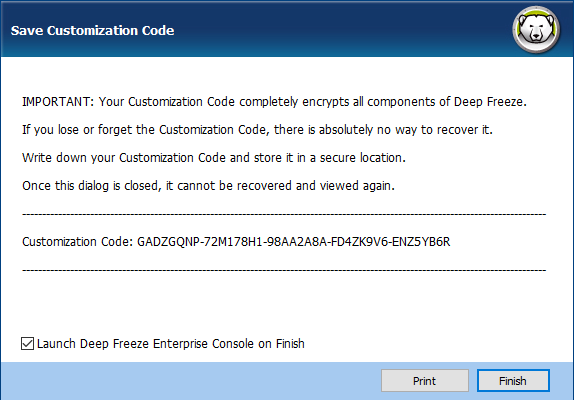 Save Customization Code
IMPORTANT: Your Customization Code completely encrypts all components of Deep Freeze.
If you lose or forget the Customization Code, there is absolutely no way to recover it.
Write down your Customization Code and store it in a secure location.
Once this dialog is closed, it cannot be recovered and viewed again.
Customization Code: GADZGQNP-72M178H1-98AA2A8A-FD4ZK9V6-ENZ5YB6R
Launch Deep Freeze Enterprise Console on Finish
Print
Finish